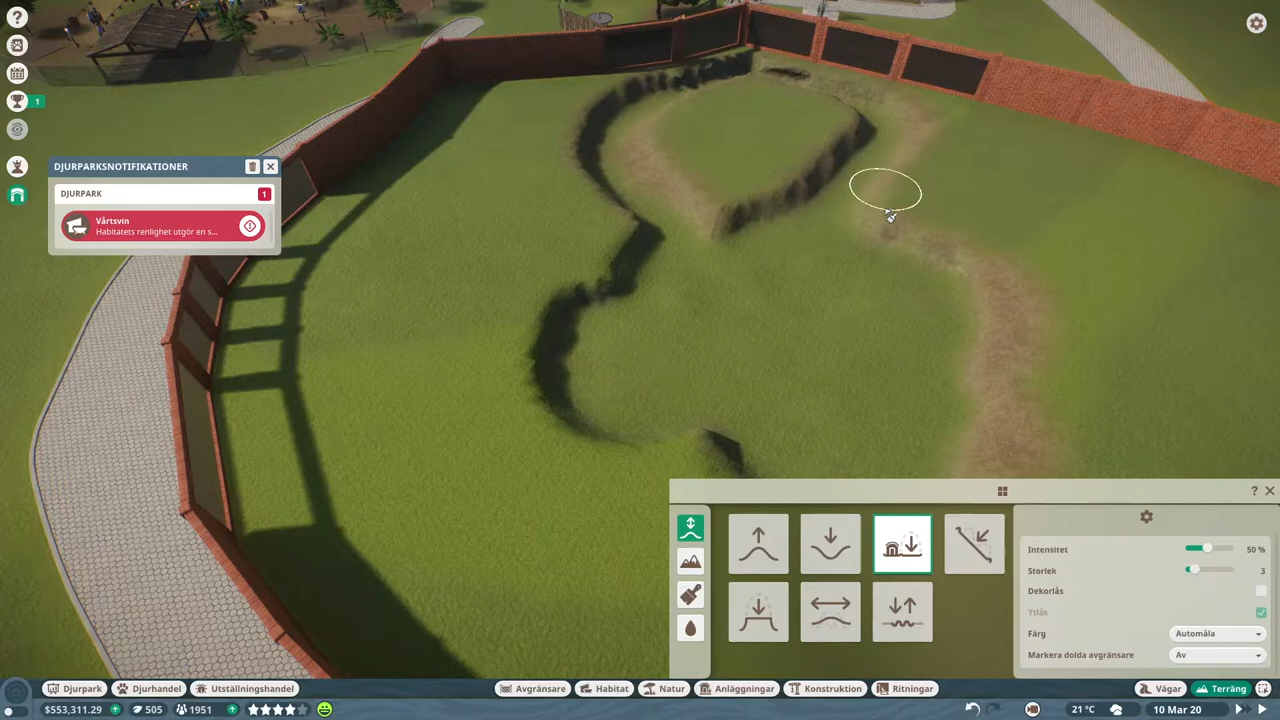 ?
1
DJURPARKSNOTIFIKATIONER
DJURPARK
1
Vårtsvin
Habitatets renlighet utgör en s...
?
Intensitet
50 %
Storlek
3
Dekorlås
Ytlås
Färg
Automåla
Markera dolda avgränsare
Av
Djurpark
Djurhandel
Utställningshandel
Avgränsare
Habitat
Natur
Anläggningar
Konstruktion
Ritningar
Vägar
Terräng
$553,311.29
505
1951
21 °C
10 Mar 20